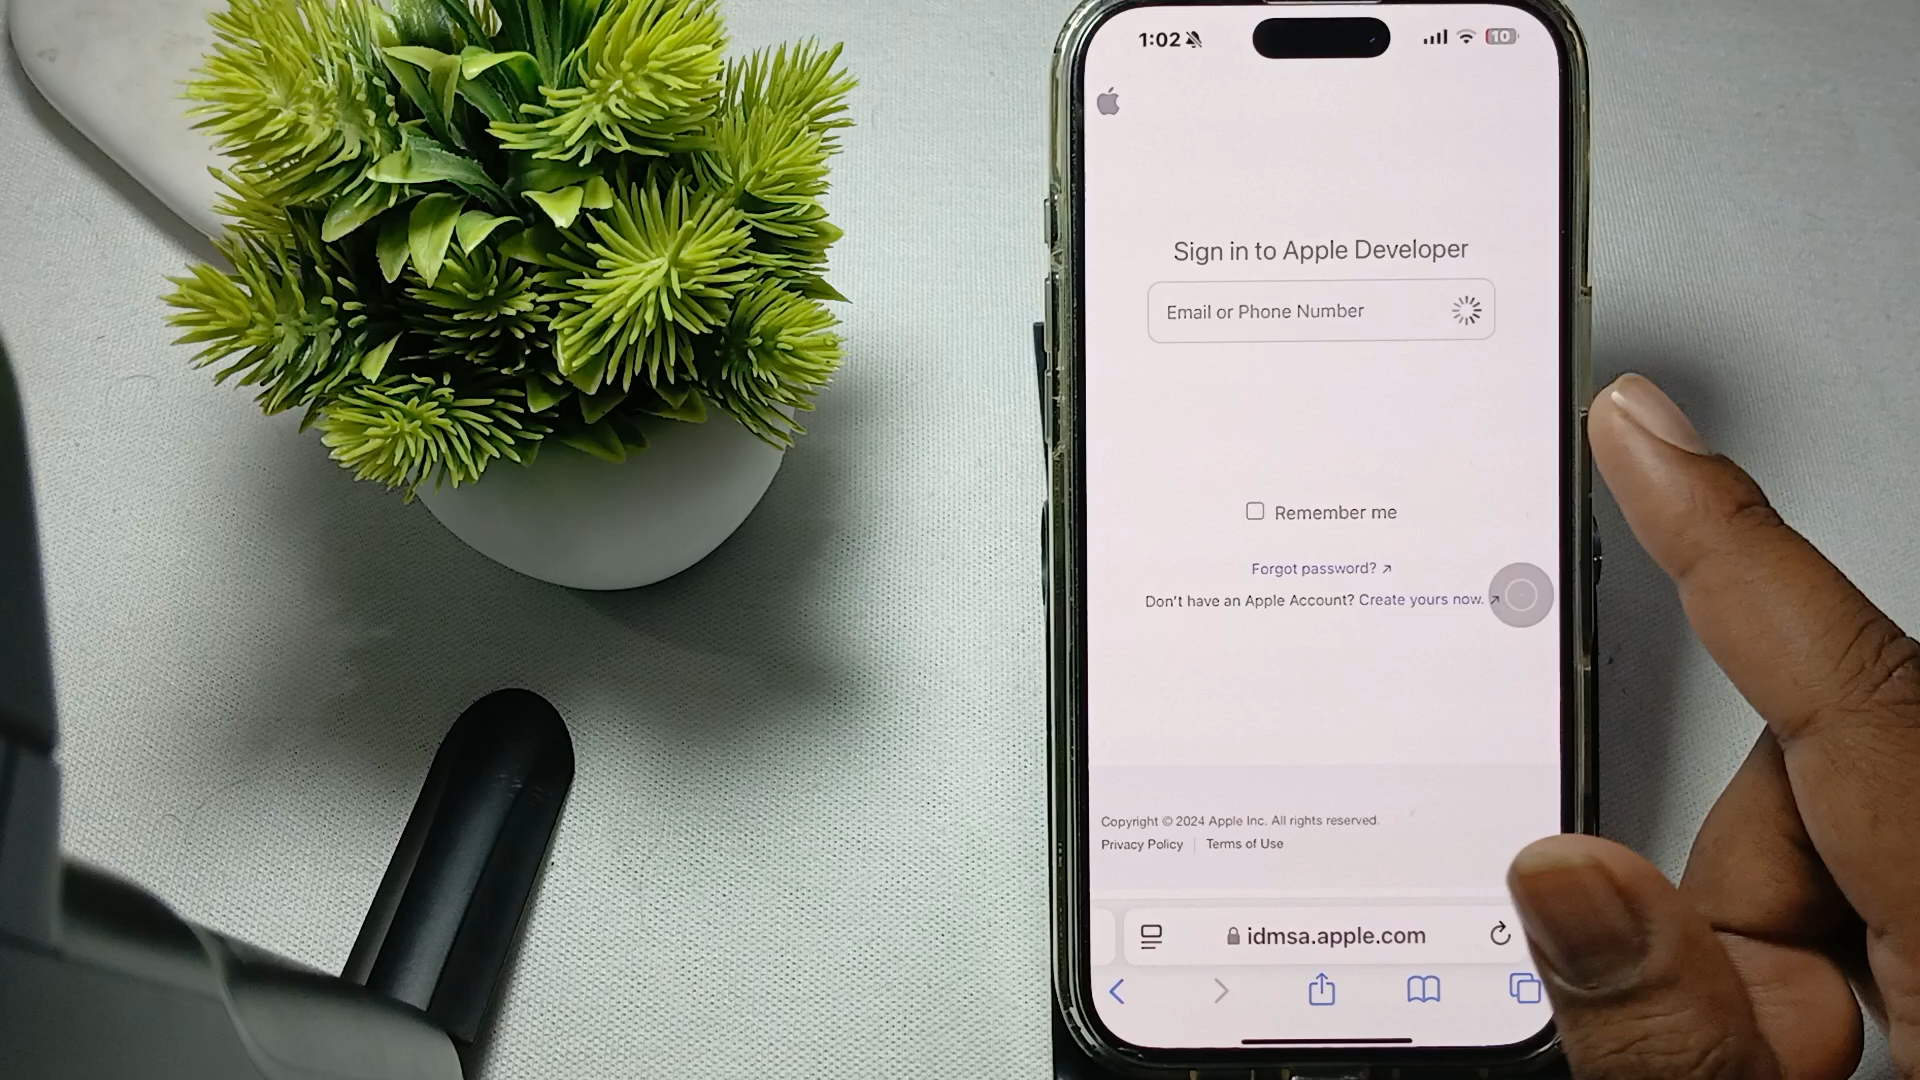 1:02
10
Sign in to Apple Developer
Email or Phone Number
Remember me
Forgot password? ↗
Don't have an Apple Account? Create yours now. ↗
Copyright © 2024 Apple Inc. All rights reserved.
Privacy Policy | Terms of Use
idmsa.apple.com